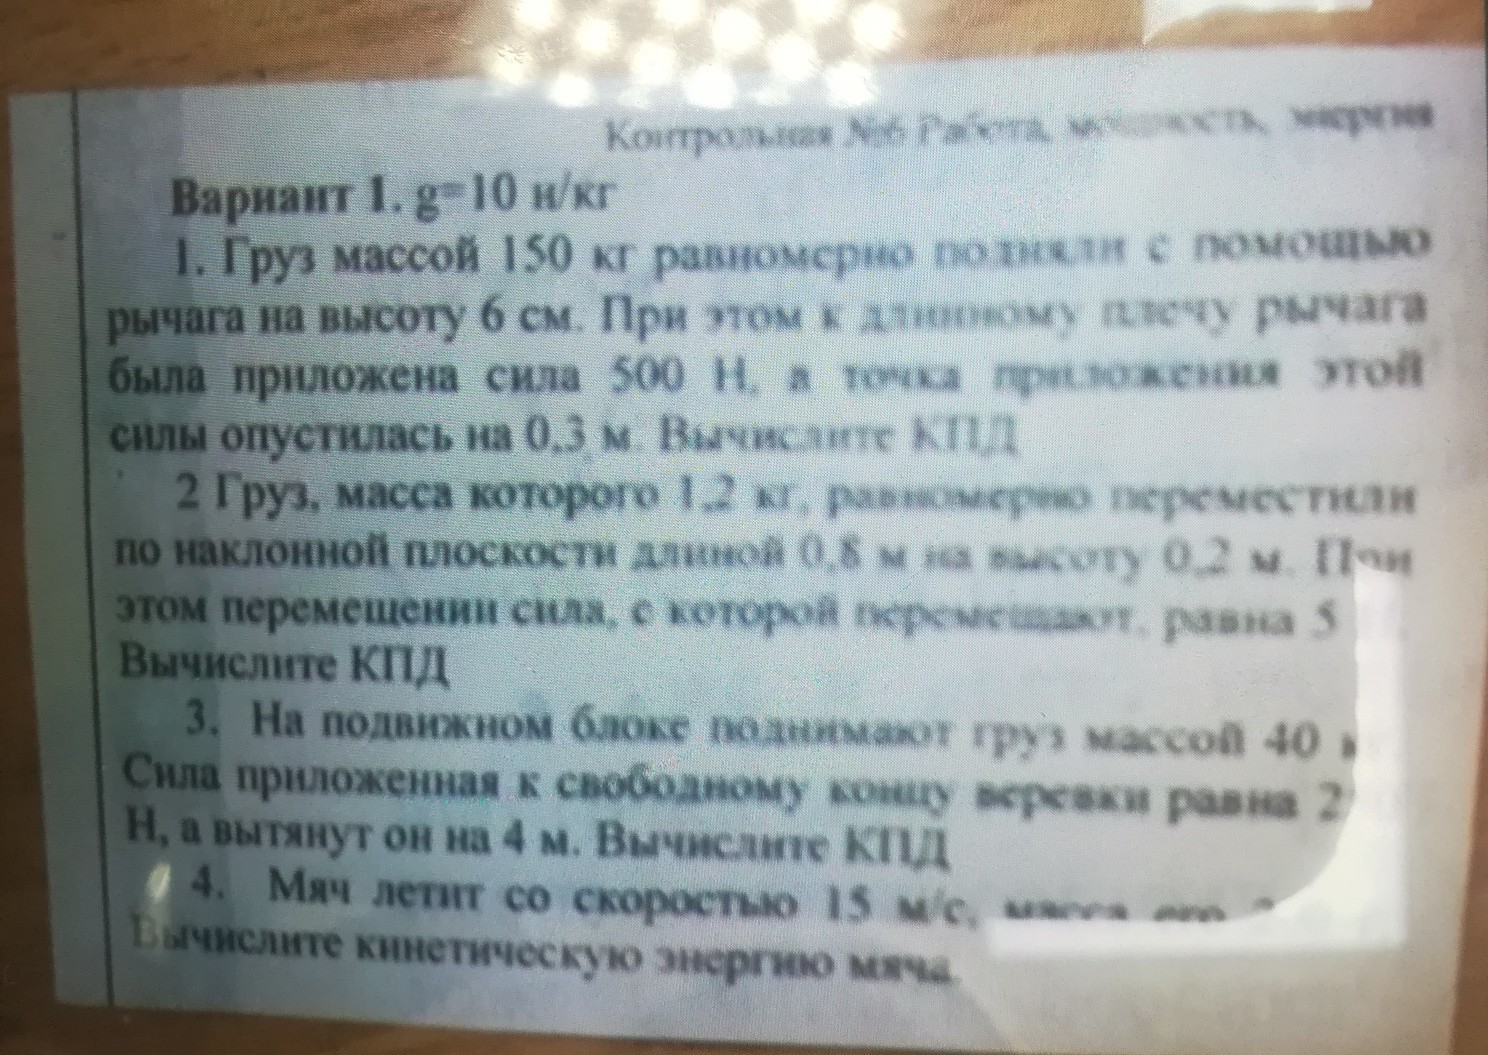 Контрольная №6 Работа, мощность, энергия
Вариант 1. g=10 н/кг
1. Груз массой 150 кг равномерно подняли с помощью
рычага на высоту 6 см. При этом к длинному плечу рычага
была приложена сила 500 Н, а точка приложения этой
силы опустилась на 0,3 м. Вычислите КПД
2 Груз, масса которого 1,2 кг, равномерно переместили
по наклонной плоскости длиной 0,8 м на высоту 0,2 м. При
этом перемещении сила, с которой перемещают, равна 5
Вычислите КПД
3. На подвижном блоке поднимают груз массой 40
Сила приложенная к свободному концу веревки равна
Н, а вытянут он на 4 м. Вычислите КПД
4. Мяч летит со скоростью 15 м/с, масса его
Вычислите кинетическую энергию мяча.